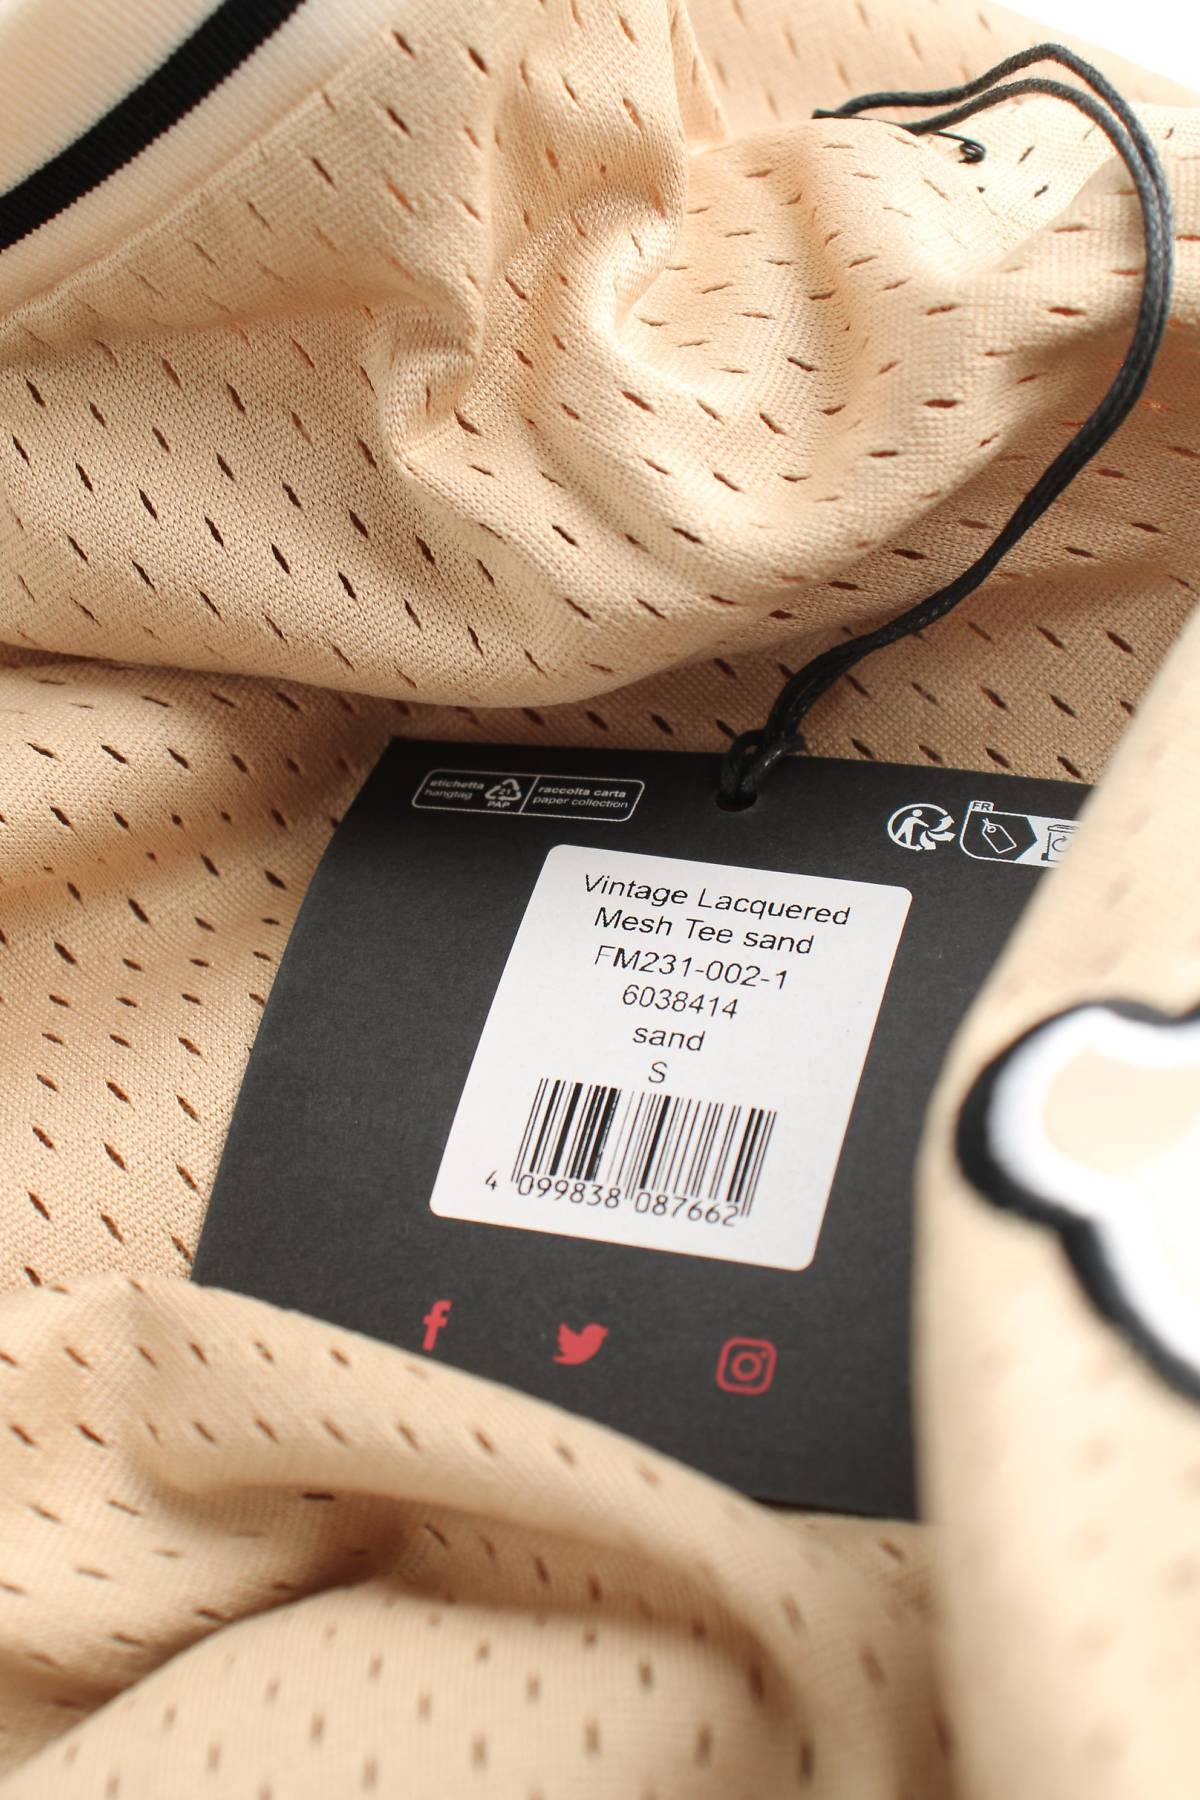 etichetta
hangtag
21
PAP
raccolta carta
paper collection
FR
Vintage Lacquered
Mesh Tee sand
FM231-002-1
6038414
sand
S
4 099838 087662